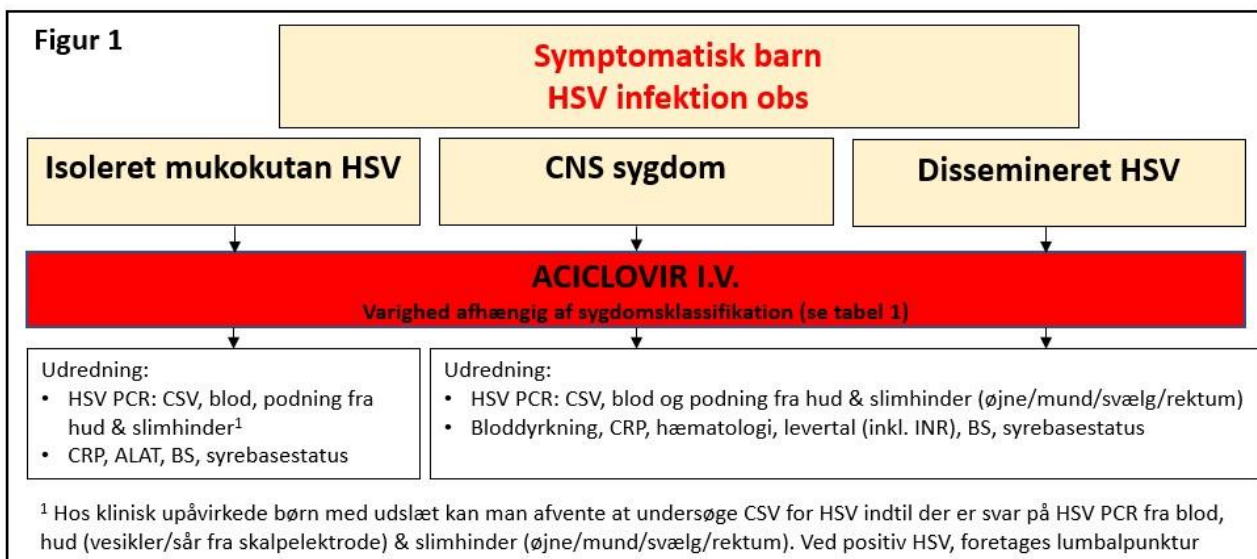 Figur 1
Symptomatisk barn
HSV infektion obs
Isoleret mukokutan HSV
CNS sygdom
Dissemineret HSV
ACICLOVIR I.V.
Varighed afhængig af sygdomsklassifikation (se tabel 1)
Udredning:
• HSV PCR: CSV, blod, podning fra
hud & slimhinder¹
• CRP, ALAT, BS, syrebasestatus
Udredning:
• HSV PCR: CSV, blod og podning fra hud & slimhinder (øjne/mund/svælg/rektum)
• Bloddyrkning, CRP, hæmatologi, levertal (inkl. INR), BS, syrebasestatus
¹ Hos klinisk upåvirkede børn med udslæt kan man afvente at undersøge CSV for HSV indtil der er svar på HSV PCR fra blod,
hud (vesikler/sår fra skalpelektrode) & slimhinder (øjne/mund/svælg/rektum). Ved positiv HSV, foretages lumbalpunktur